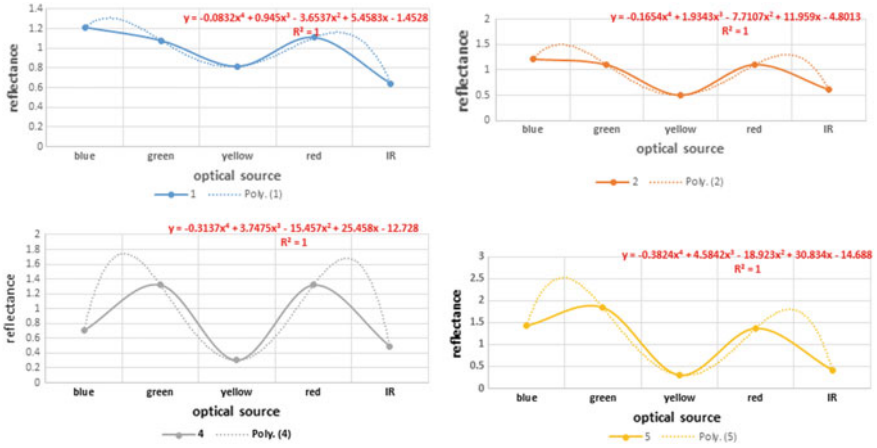 y = -0.0832x⁴ + 0.945x³ - 3.6537x² + 5.4583x - 1.4528
R² = 1
1.4
1.2
1
0.8
0.6
0.4
0.2
0
reflectance
blue green yellow red IR
optical source
1 Poly. (1)
y = -0.1654x⁴ + 1.9343x³ - 7.7107x² + 11.959x - 4.8013
R² = 1
2
1.5
1
0.5
0
reflectance
blue green yellow red IR
optical source
2 Poly. (2)
y = -0.3137x⁴ + 3.7475x³ - 15.457x² + 25.458x - 12.728
R² = 1
2
1.8
1.6
1.4
1.2
1
0.8
0.6
0.4
0.2
0
reflectance
blue green yellow red IR
optical source
4 Poly. (4)
y = -0.3824x⁴ + 4.5842x³ - 18.923x² + 30.834x - 14.688
R² = 1
3
2.5
2
1.5
1
0.5
0
reflectance
blue green yellow red IR
optical source
5 Poly. (5)